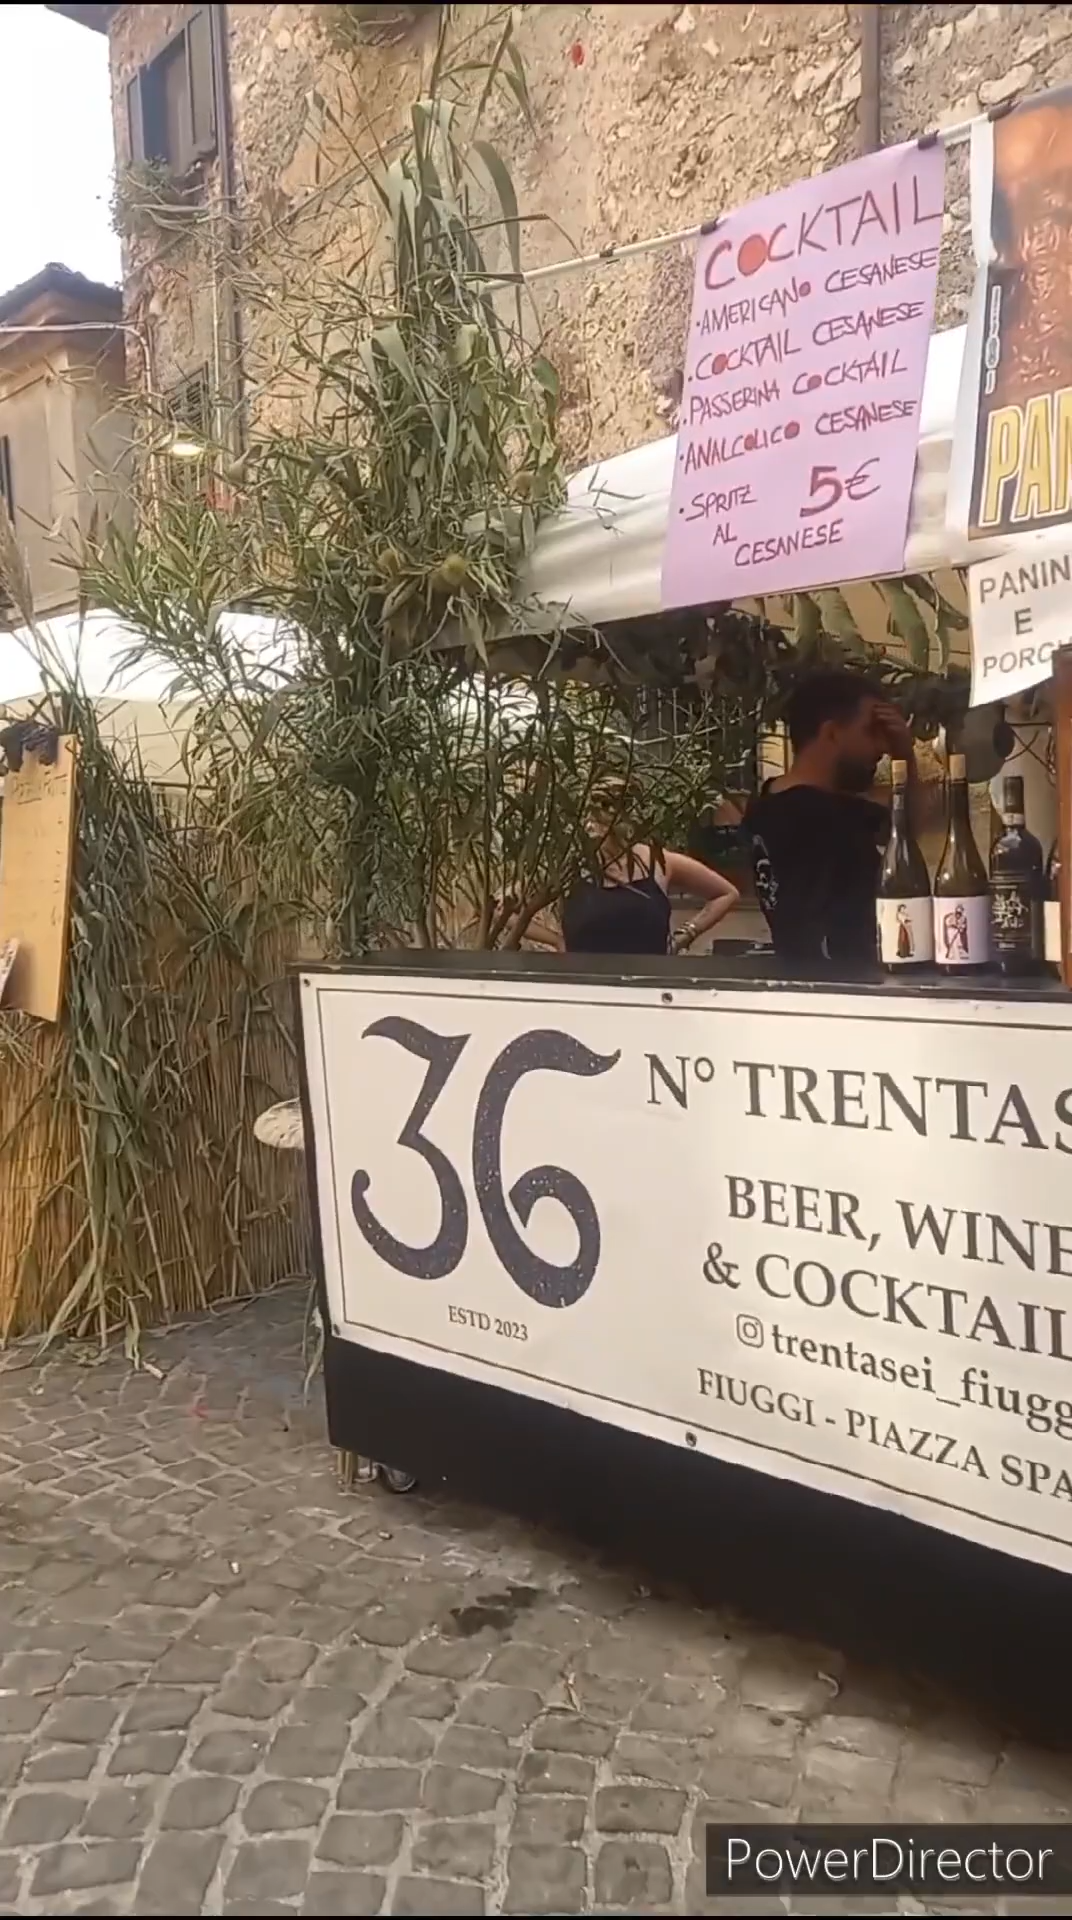 COCKTAIL
• AMERICANO CESANESE
• COCKTAIL CESANESE
• PASSERINA COCKTAIL
• ANALCOLICO CESANESE
• SPRITZ 5€
AL
CESANESE
PAN
PANIN
E
PORC
36
ESTD 2023
N° TRENTAS
BEER, WINE
& COCKTAIL
trentasei_fiugg
FIUGGI - PIAZZA SPA
PowerDirector